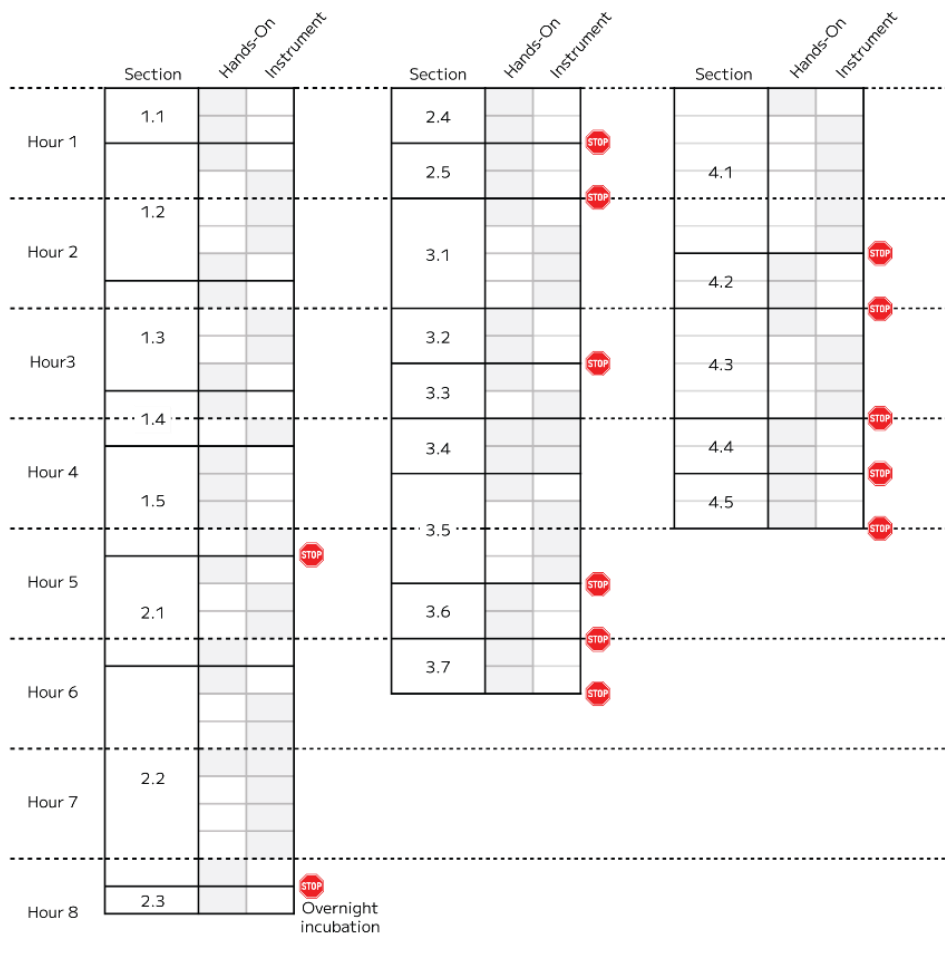 Section Hands-On Instrument Section Hands-On Instrument Section Hands-On Instrument
1.1 2.4
Hour 1 STOP
2.5 4.1
STOP
1.2
Hour 2 3.1 STOP
4.2
STOP
1.3 3.2
Hour3 STOP 4.3
3.3
1.4 STOP
3.4 4.4
Hour 4 STOP
1.5 4.5
3.5 STOP
STOP
Hour 5 STOP
2.1 3.6
STOP
3.7
Hour 6 STOP
2.2
Hour 7
STOP
2.3
Hour 8 Overnight
incubation